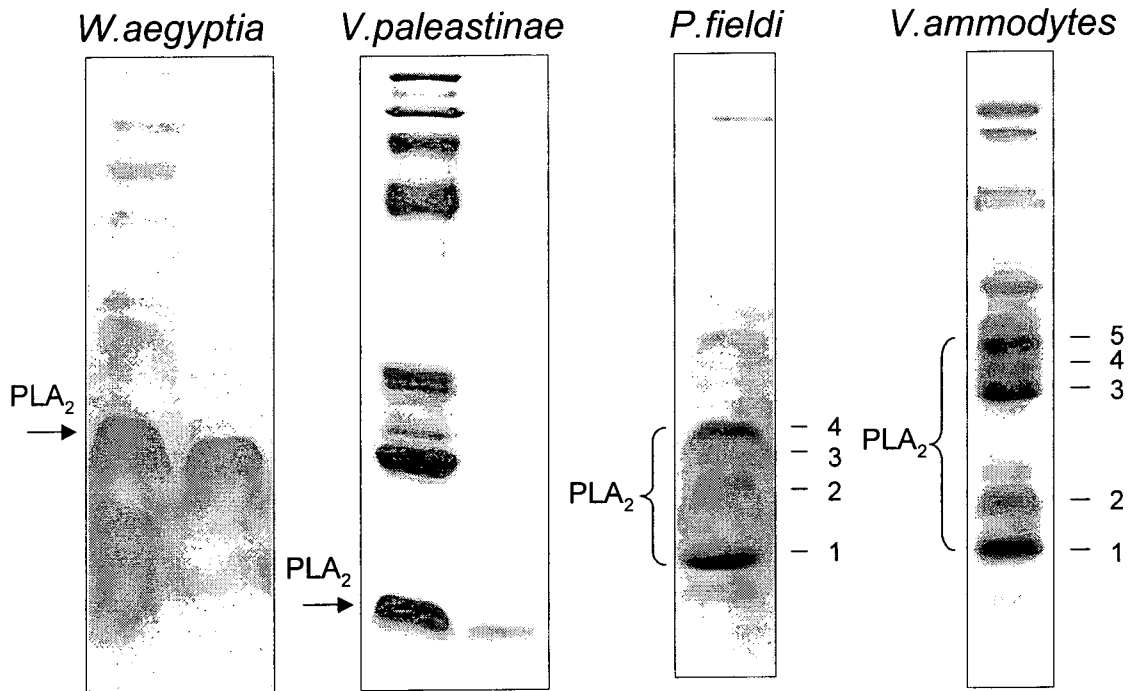 W.aegyptia
V.paleastinae
P.fieldi
V.ammodytes
PLA₂
PLA₂
PLA₂
4
3
2
1
PLA₂
5
4
3
2
1